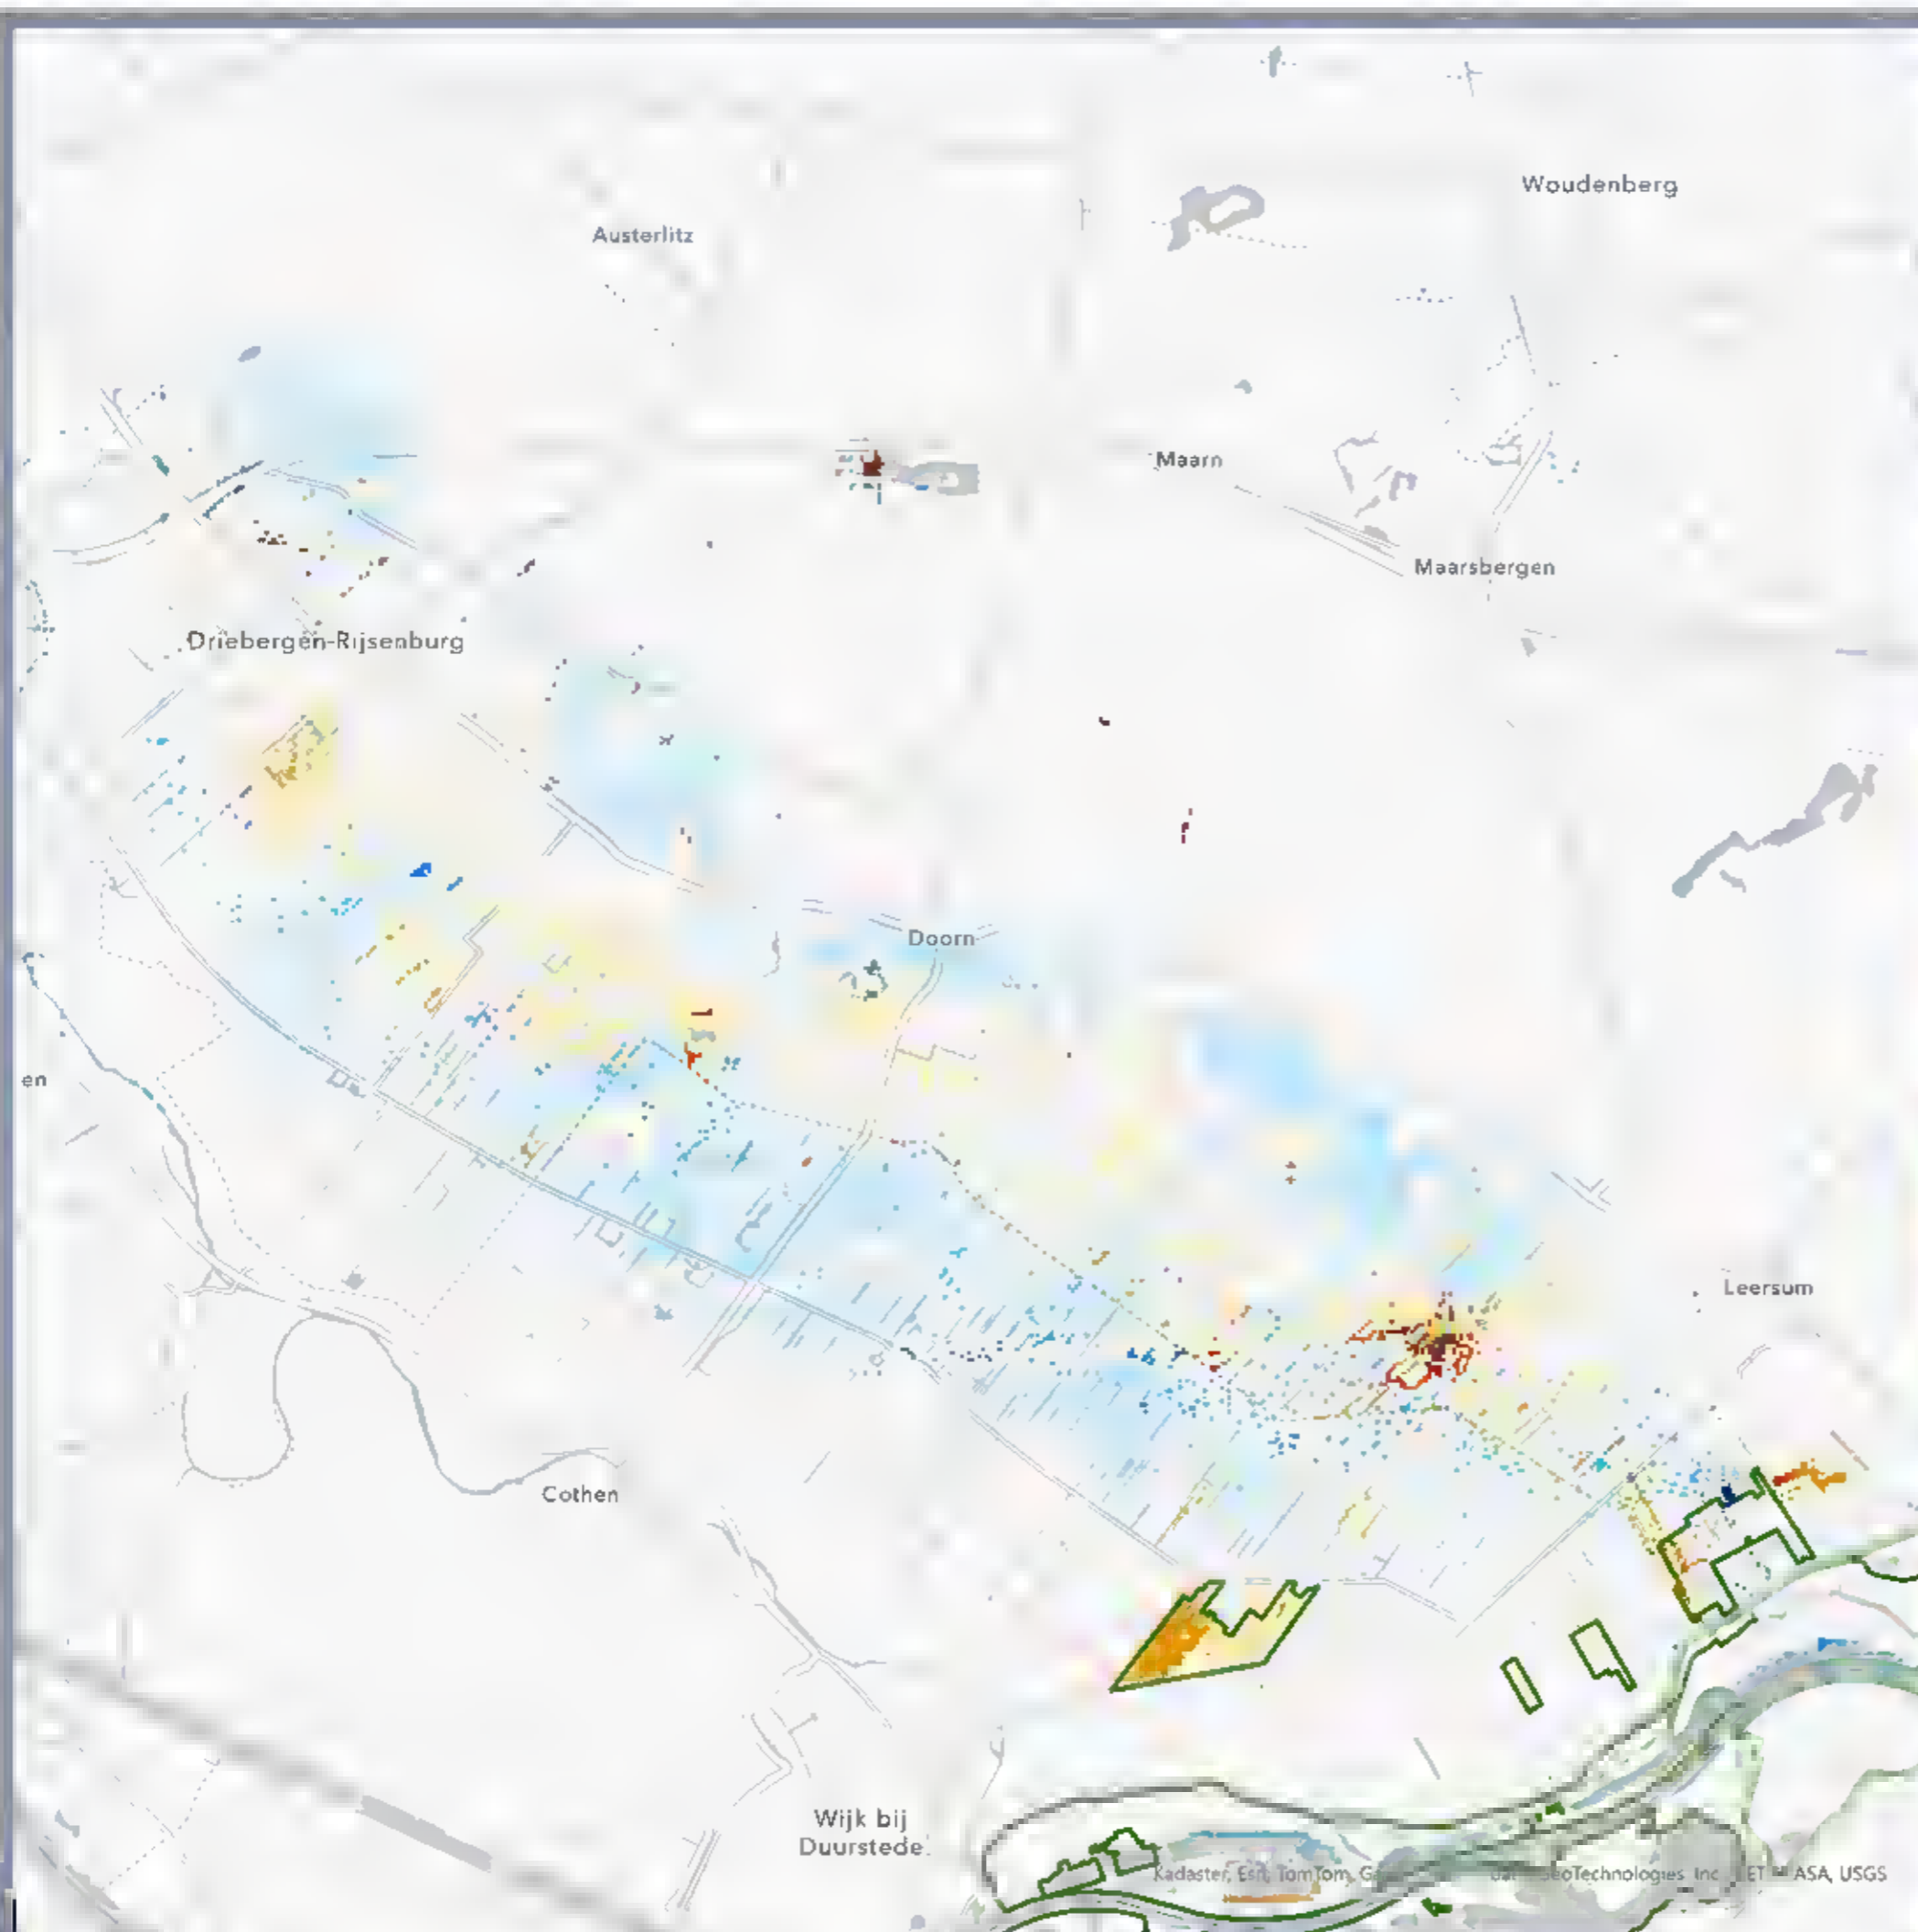 Woudenberg
Austerlitz
Maarn
Maarsbergen
Driebergen-Rijsenburg
Doorn
en
Leersum
Cothen
Wijk bij
Duurstede
Kadaster, Esri, TomTom, GeoTechnologies, Inc, USGS